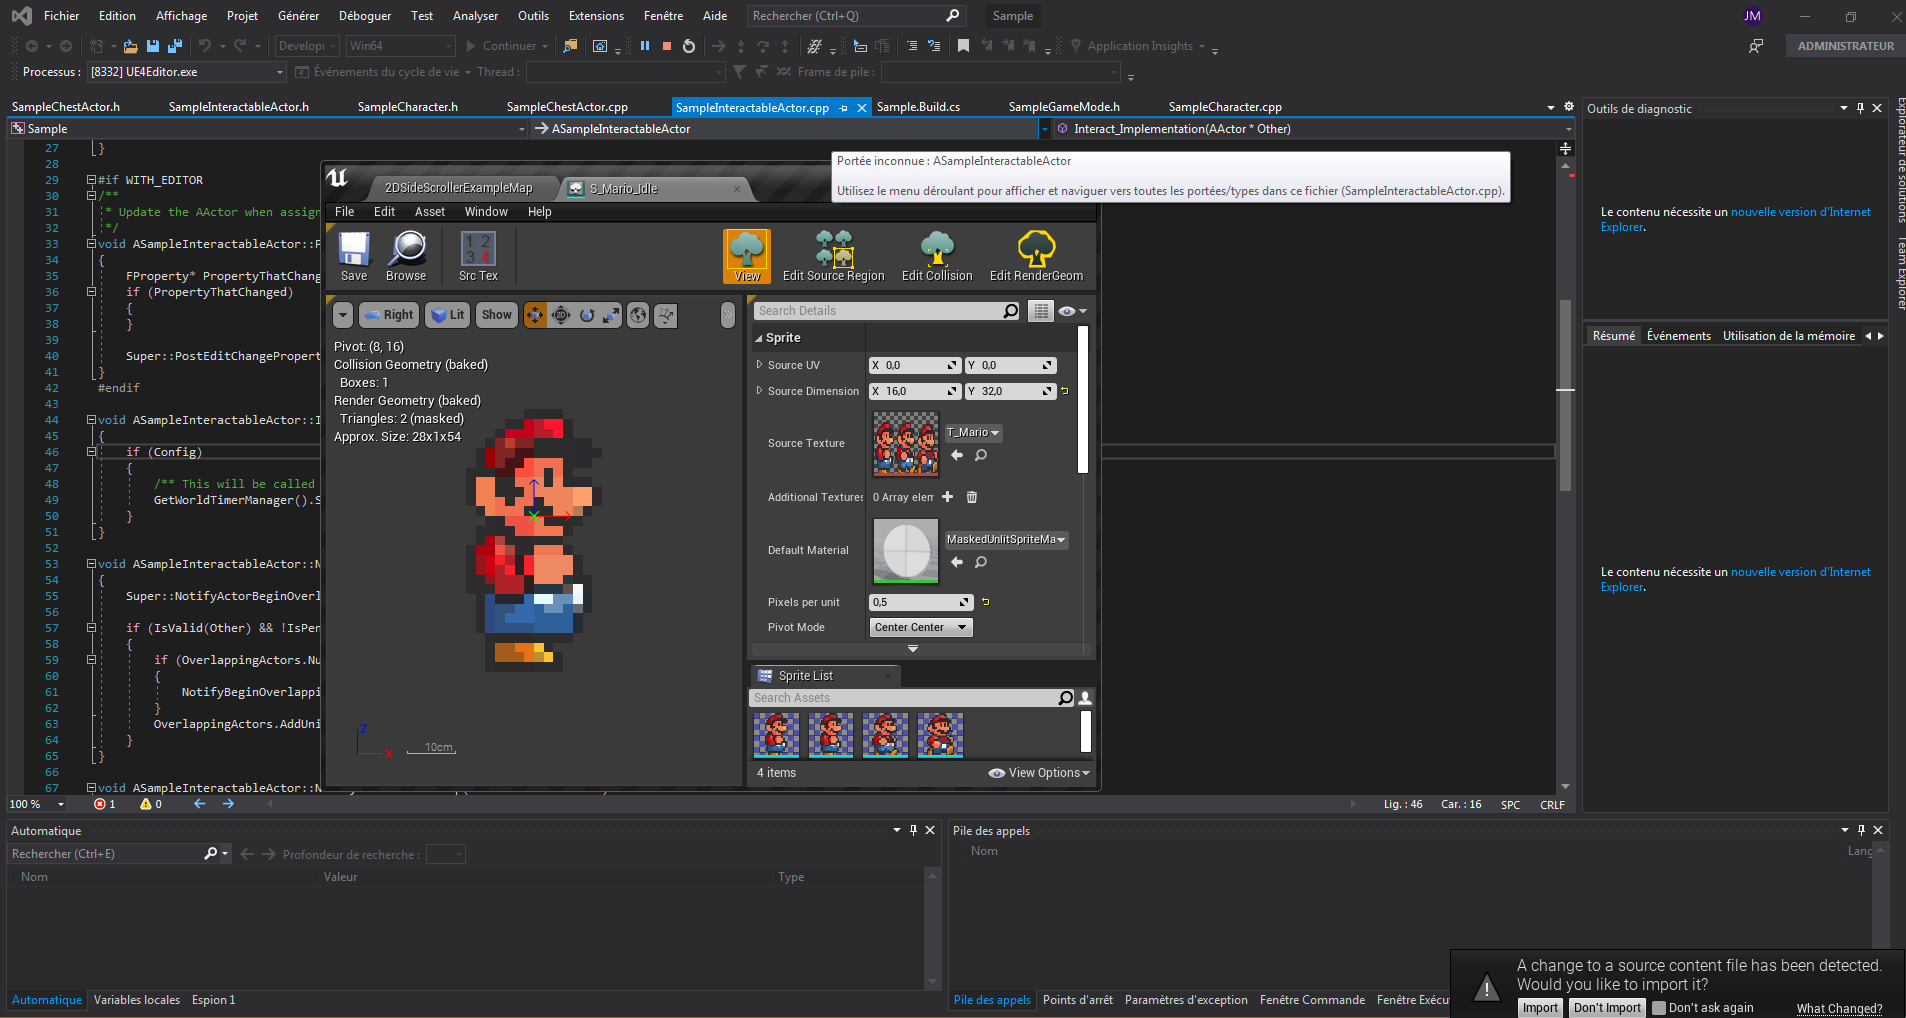 Fichier Edition Affichage Projet Générer Déboguer Test Analyser Outils Extensions Fenêtre Aide Rechercher (Ctrl+Q) Sample JM
Developi Win64 Continuer Application Insights ADMINISTRATEUR
Processus : [8332] UE4Editor.exe Événements du cycle de vie Thread : Frame de pile :
SampleChestActor.h SampleInteractableActor.h SampleCharacter.h SampleChestActor.cpp SampleInteractableActor.cpp Sample.Build.cs SampleGameMode.h SampleCharacter.cpp
Sample ASampleInteractableActor Interact_Implementation(AActor * Other)
Portée inconnue : ASampleInteractableActor
Utilisez le menu déroulant pour afficher et naviguer vers toutes les portées/types dans ce fichier (SampleInteractableActor.cpp).
27 }
28
29 #if WITH_EDITOR
30 /**
31 * Update the AActor when assign
32 */
33 void ASampleInteractableActor::P
34 {
35 FProperty* PropertyThatChang
36 if (PropertyThatChanged)
37 {
38 }
39
40 Super::PostEditChangePropert
41 }
42 #endif
43
44 void ASampleInteractableActor::I
45 {
46 if (Config)
47 {
48 /** This will be called
49 GetWorldTimerManager().S
50 }
51 }
52
53 void ASampleInteractableActor::N
54 {
55 Super::NotifyActorBeginOverl
56
57 if (IsValid(Other) && !IsPen
58 {
59 if (OverlappingActors.Nu
60 {
61 NotifyBeginOverlappi
62 }
63 OverlappingActors.AddUni
64 }
65 }
66
67 void ASampleInteractableActor::N
2DSideScrollerExampleMap S_Mario_Idle
File Edit Asset Window Help
Save Browse Src Tex View Edit Source Region Edit Collision Edit RenderGeom
1 2
3 4
Right Lit Show 2D
Pivot: (8, 16)
Collision Geometry (baked)
Boxes: 1
Render Geometry (baked)
Triangles: 2 (masked)
Approx. Size: 28x1x54
Z
X
10cm
Search Details
Sprite
Source UV X 0,0 Y 0,0
Source Dimension X 16,0 Y 32,0
Source Texture T_Mario
Additional Textures 0 Array elem
Default Material MaskedUnlitSpriteMa
Pixels per unit 0,5
Pivot Mode Center Center
Sprite List
Search Assets
4 items View Options
100 % 1 0 Lig. : 46 Car. : 16 SPC CRLF
Outils de diagnostic
Le contenu nécessite un nouvelle version d'Internet
Explorer.
Résumé Événements Utilisation de la mémoire
Le contenu nécessite un nouvelle version d'Internet
Explorer.
Explorateur de solutions
Team Explorer
Automatique
Rechercher (Ctrl+E) Profondeur de recherche :
Nom Valeur Type
Automatique Variables locales Espion 1
Pile des appels
Nom Lang
Pile des appels Points d'arrêt Paramètres d'exception Fenêtre Commande Fenêtre Exécu
A change to a source content file has been detected.
Would you like to import it?
Import Don't Import Don't ask again What Changed?